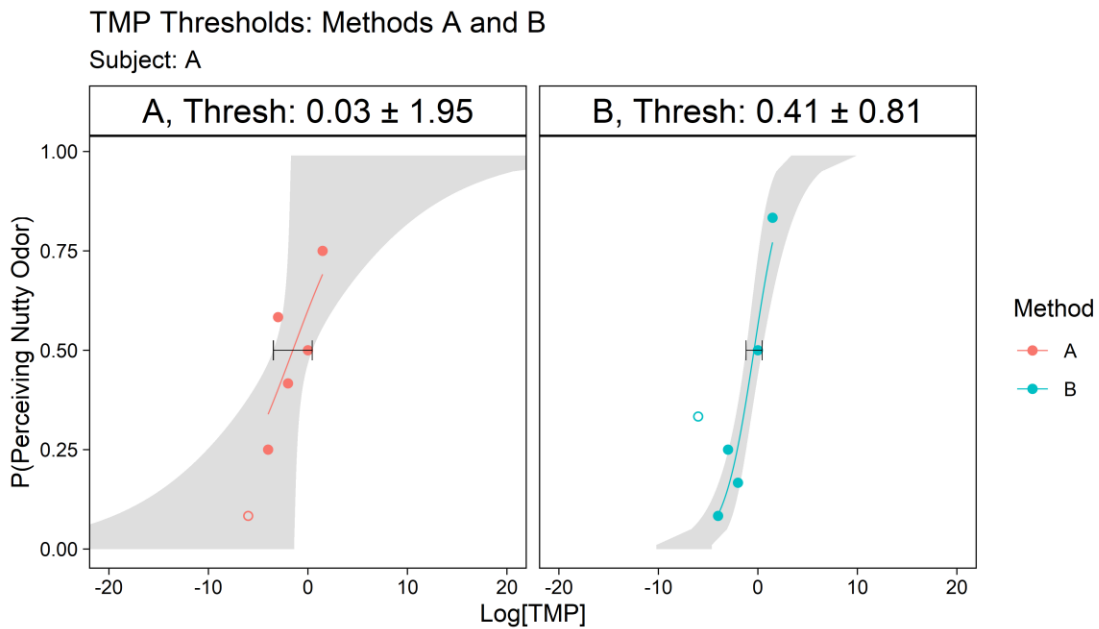 TMP Thresholds: Methods A and B
Subject: A
A, Thresh: 0.03 ± 1.95
B, Thresh: 0.41 ± 0.81
P(Perceiving Nutty Odor)
1.00
0.75
0.50
0.25
0.00
-20 -10 0 10 20
-20 -10 0 10 20
Log[TMP]
Method
A
B